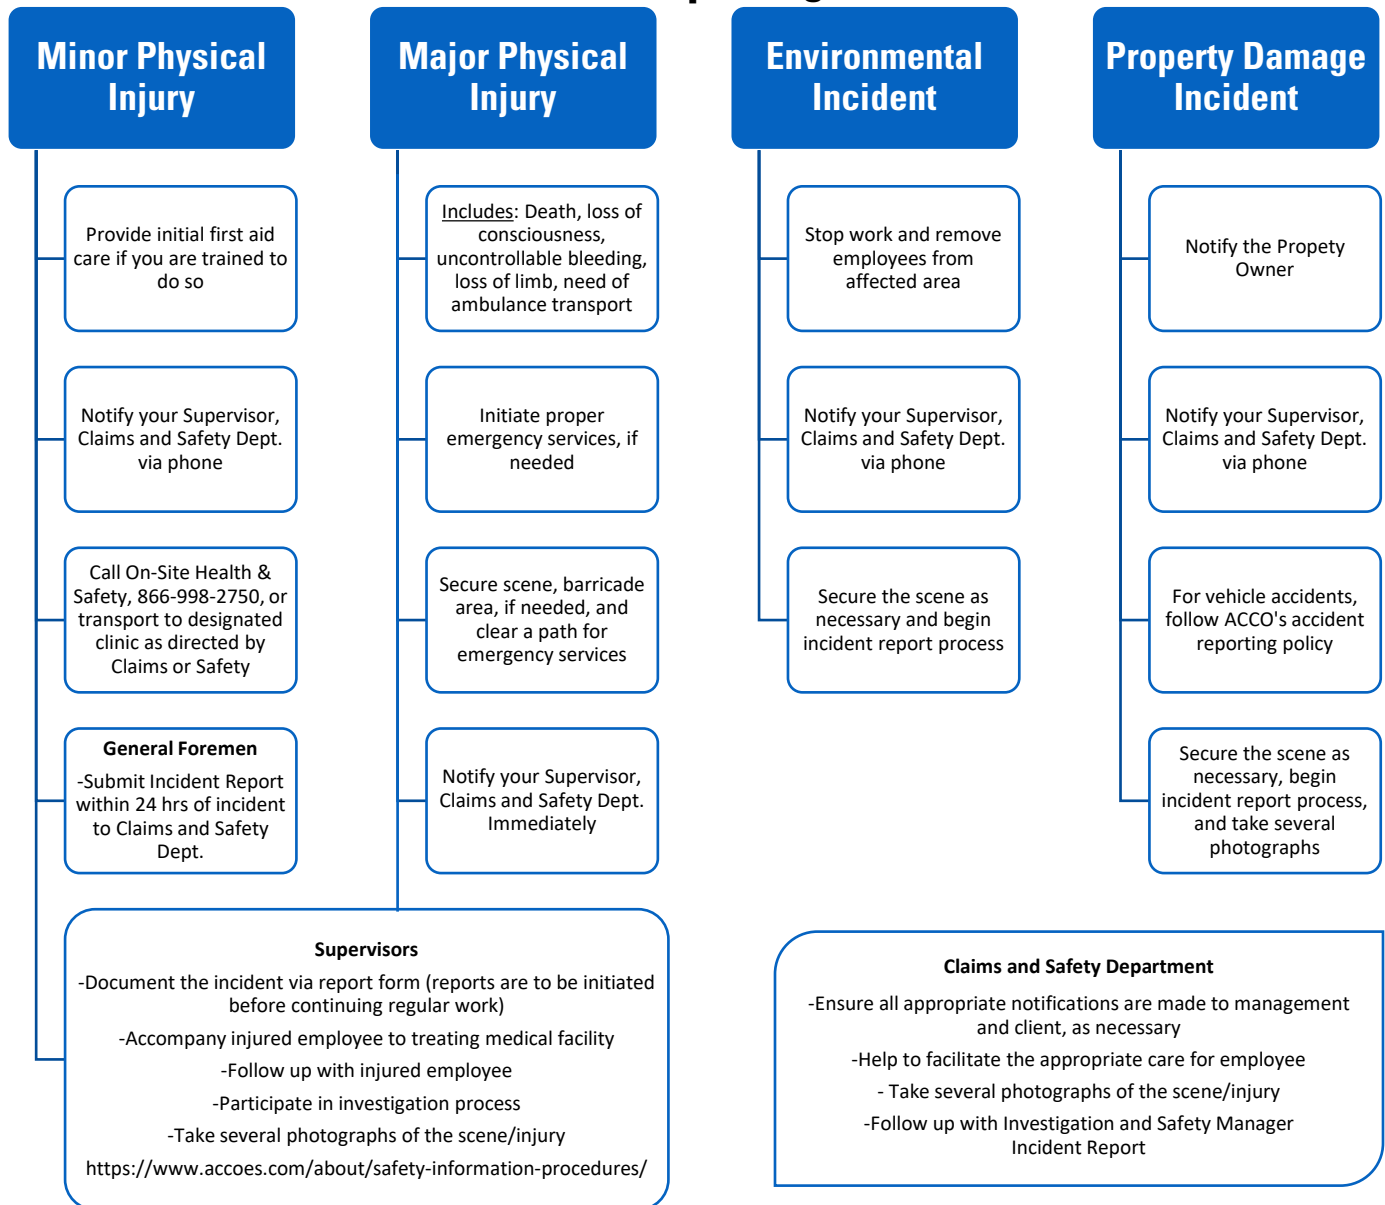 Minor Physical
Injury
Provide initial first aid
care if you are trained to
do so
Notify your Supervisor,
Claims and Safety Dept.
via phone
Call On-Site Health &
Safety, 866-998-2750, or
transport to designated
clinic as directed by
Claims or Safety
General Foremen
-Submit Incident Report
within 24 hrs of incident
to Claims and Safety
Dept.
Major Physical
Injury
Includes: Death, loss of
consciousness,
uncontrollable bleeding,
loss of limb, need of
ambulance transport
Initiate proper
emergency services, if
needed
Secure scene, barricade
area, if needed, and
clear a path for
emergency services
Notify your Supervisor,
Claims and Safety Dept.
Immediately
Supervisors
-Document the incident via report form (reports are to be initiated
before continuing regular work)
-Accompany injured employee to treating medical facility
-Follow up with injured employee
-Participate in investigation process
-Take several photographs of the scene/injury
https://www.accoes.com/about/safety-information-procedures/
Environmental
Incident
Stop work and remove
employees from
affected area
Notify your Supervisor,
Claims and Safety Dept.
via phone
Secure the scene as
necessary and begin
incident report process
Property Damage
Incident
Notify the Propety
Owner
Notify your Supervisor,
Claims and Safety Dept.
via phone
For vehicle accidents,
follow ACCO's accident
reporting policy
Secure the scene as
necessary, begin
incident report process,
and take several
photographs
Claims and Safety Department
-Ensure all appropriate notifications are made to management
and client, as necessary
-Help to facilitate the appropriate care for employee
- Take several photographs of the scene/injury
-Follow up with Investigation and Safety Manager
Incident Report